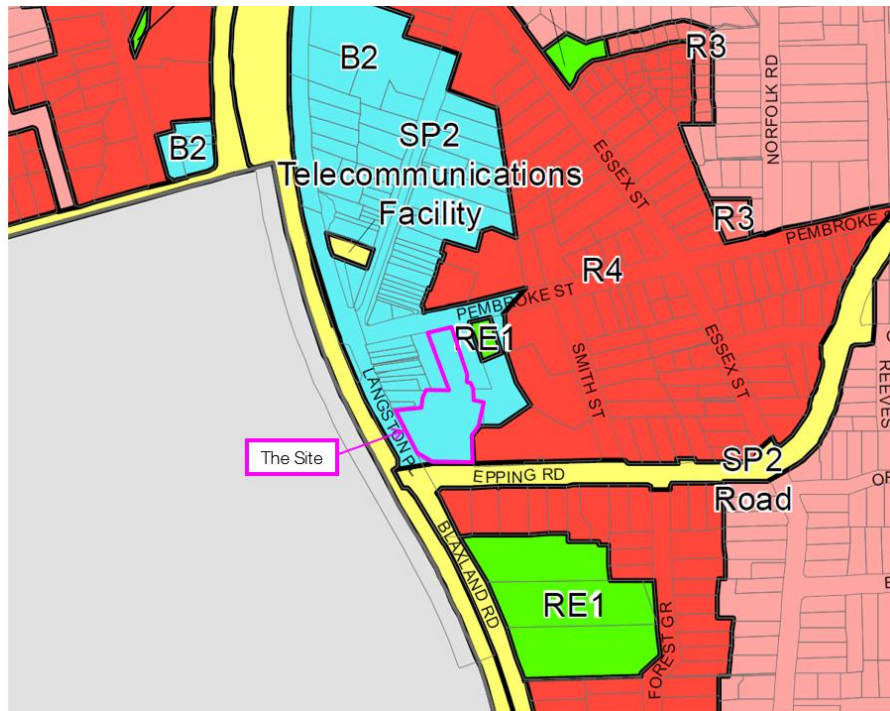 B2
R3
NORFOLK RD
SP2
Telecommunications
Facility
B2
ESSEX ST
R3
PEMBROKE
R4
PEMBROKE ST
RE1
LANGSTON PL
SMITH ST
ESSEX ST
REEVES
The Site
EPPING RD
SP2
Road
BLAXLAND RD
RE1
FOREST GR